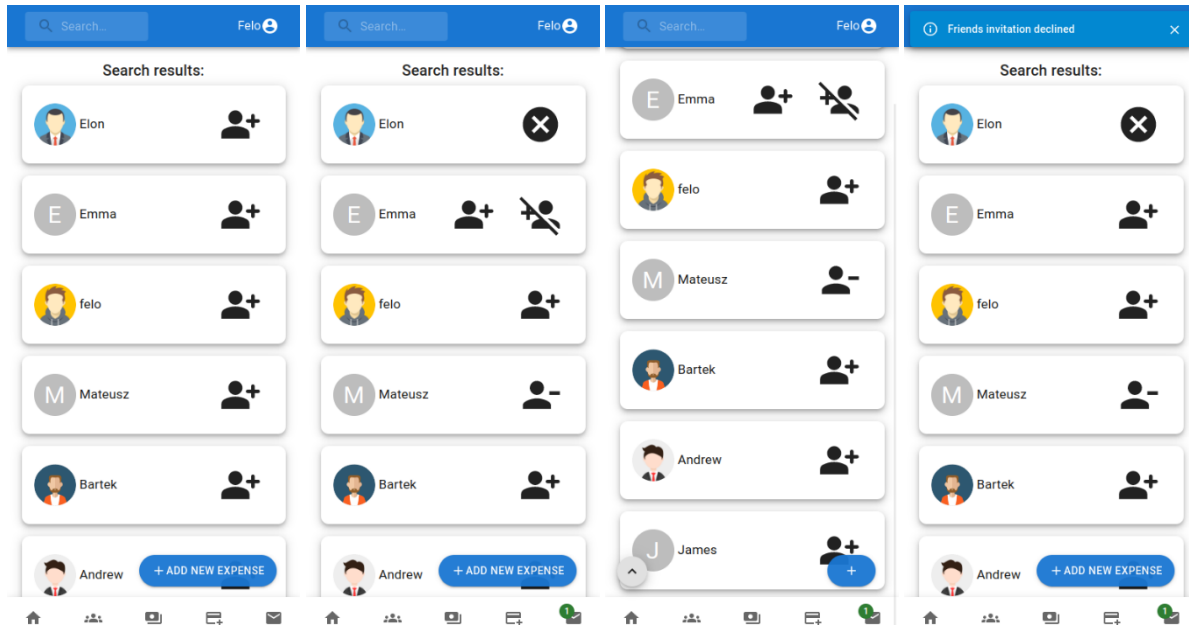 Search...
Felo
Search results:
Elon
E
Emma
felo
M
Mateusz
Bartek
Andrew
+ ADD NEW EXPENSE
Search...
Felo
Search results:
Elon
E
Emma
felo
M
Mateusz
Bartek
Andrew
+ ADD NEW EXPENSE
1
Search...
Felo
E
Emma
felo
M
Mateusz
Bartek
Andrew
J
James
+
1
Friends invitation declined
Search results:
Elon
E
Emma
felo
M
Mateusz
Bartek
Andrew
+ ADD NEW EXPENSE
1